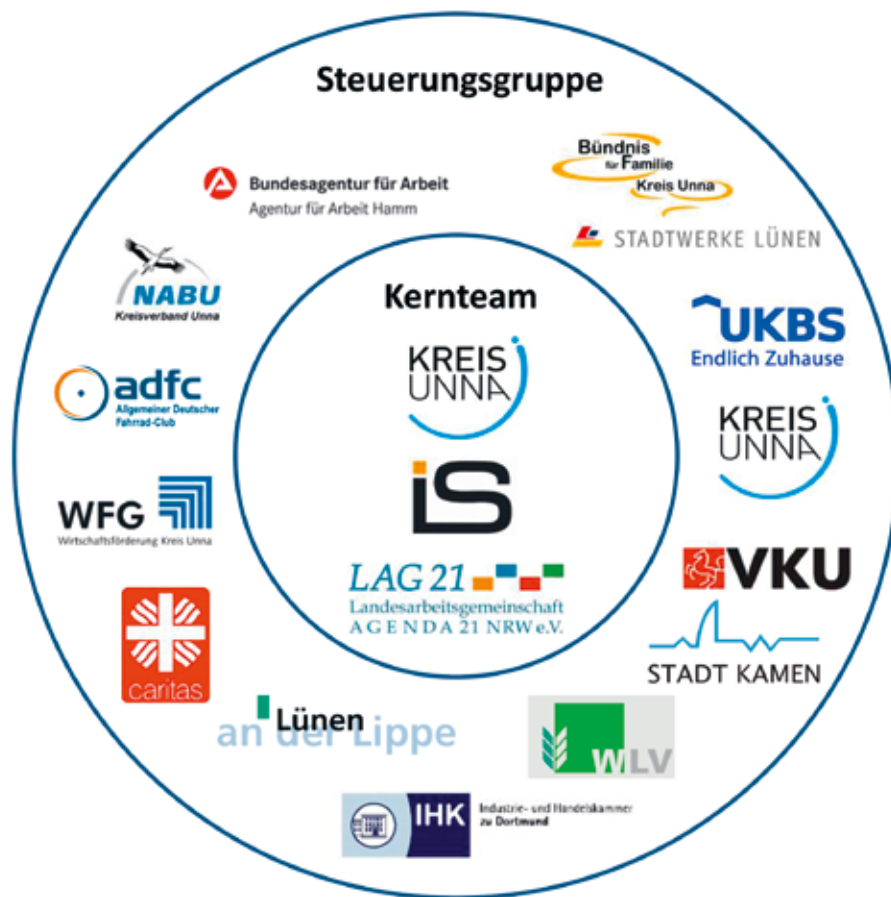 Steuerungsgruppe
Bundesagentur für Arbeit
Agentur für Arbeit Hamm
Bündnis
für Familie
Kreis Unna
STADTWERKE LÜNEN
NABU
Kreisverband Unna
UKBS
Endlich Zuhause
adfc
Allgemeiner Deutscher
Fahrrad-Club
KREIS
UNNA
WFG
Wirtschaftsförderung Kreis Unna
VKU
caritas
STADT KAMEN
Lünen
an der Lippe
WLV
IHK
Industrie- und Handelskammer
zu Dortmund
Kernteam
KREIS
UNNA
iS
LAG 21
Landesarbeitsgemeinschaft
AGENDA 21 NRW e.V.